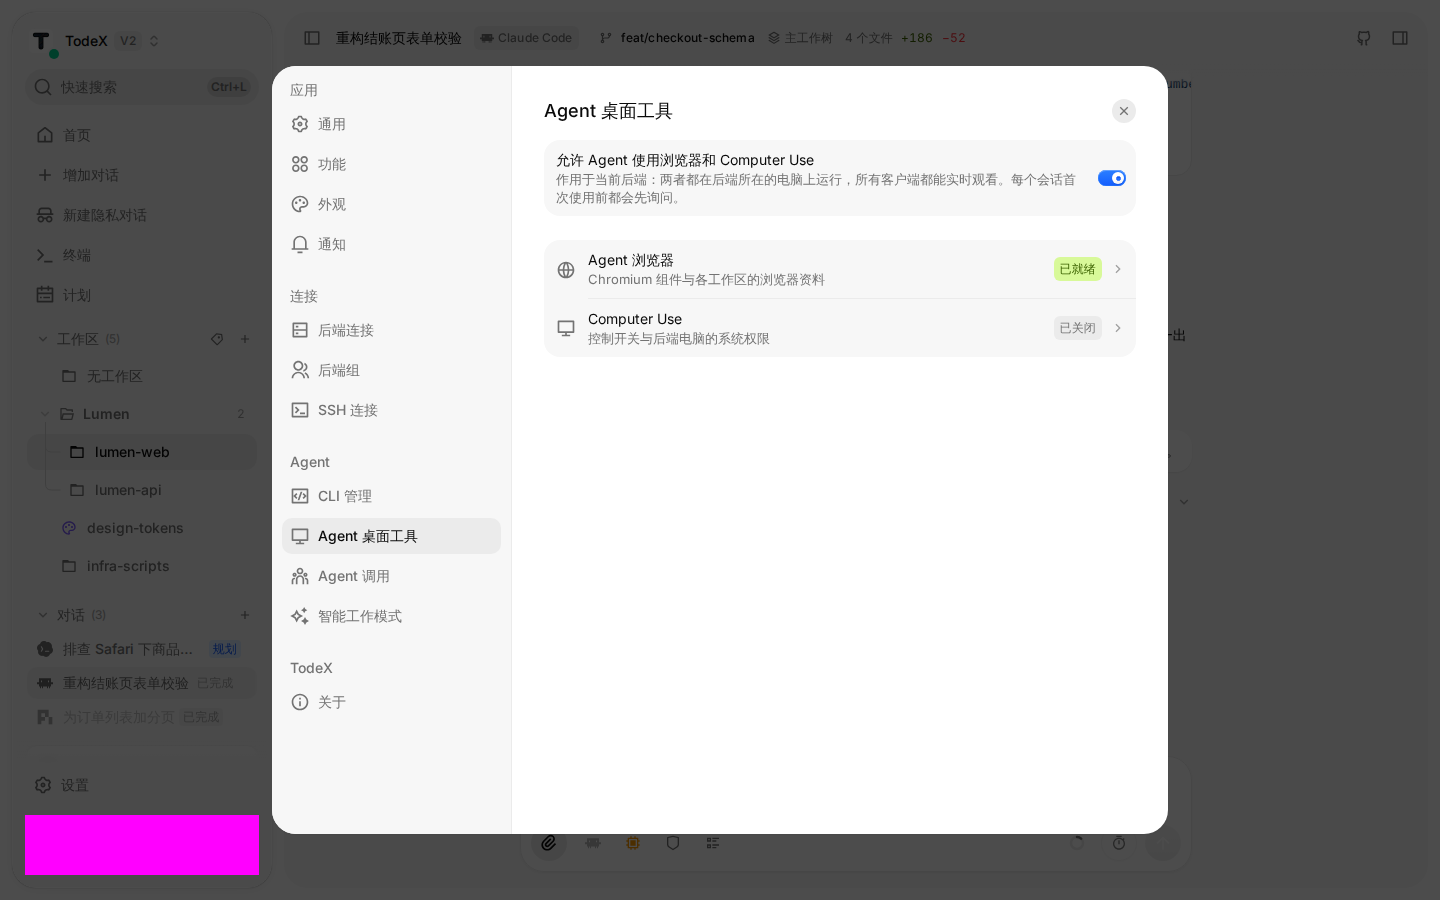 TodeX V2
快速搜索 Ctrl+L
首页
增加对话
新建隐私对话
终端
计划
工作区 (5)
无工作区
Lumen 2
lumen-web
lumen-api
design-tokens
infra-scripts
对话 (3)
排查 Safari 下商品... 规划
重构结账页表单校验 已完成
为订单列表加分页 已完成
设置
重构结账页表单校验 Claude Code feat/checkout-schema 主工作树 4 个文件 +186 −52
应用
通用
功能
外观
通知
连接
后端连接
后端组
SSH 连接
Agent
CLI 管理
Agent 桌面工具
Agent 调用
智能工作模式
TodeX
关于
Agent 桌面工具
允许 Agent 使用浏览器和 Computer Use
作用于当前后端：两者都在后端所在的电脑上运行，所有客户端都能实时观看。每个会话首
次使用前都会先询问。
Agent 浏览器
Chromium 组件与各工作区的浏览器资料
已就绪
Computer Use
控制开关与后端电脑的系统权限
已关闭